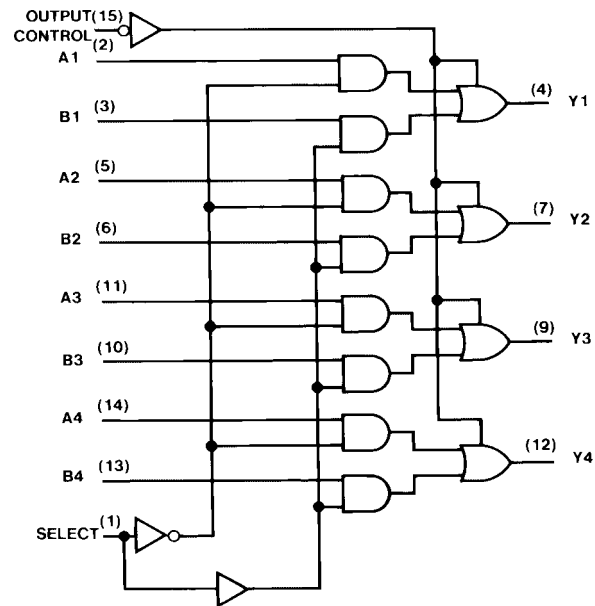 OUTPUT (15)
CONTROL
A1 (2)
B1 (3)
A2 (5)
B2 (6)
A3 (11)
B3 (10)
A4 (14)
B4 (13)
SELECT (1)
(4) Y1
(7) Y2
(9) Y3
(12) Y4